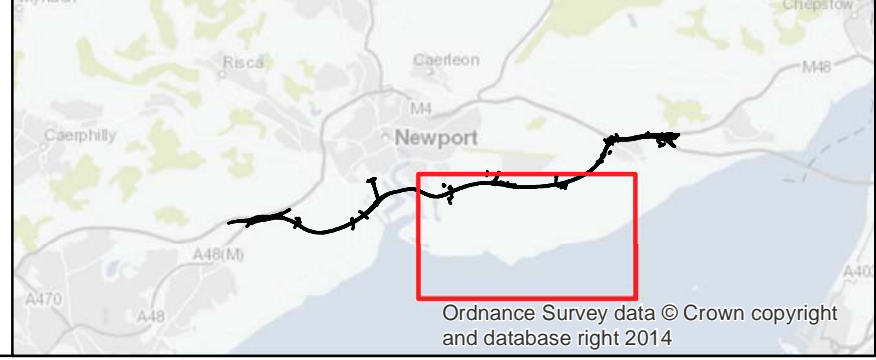 Chepstow
Risca
Caerleon
M48
M4
Caerphilly
Newport
A48(M)
A470
A48
Ordnance Survey data © Crown copyright
and database right 2014